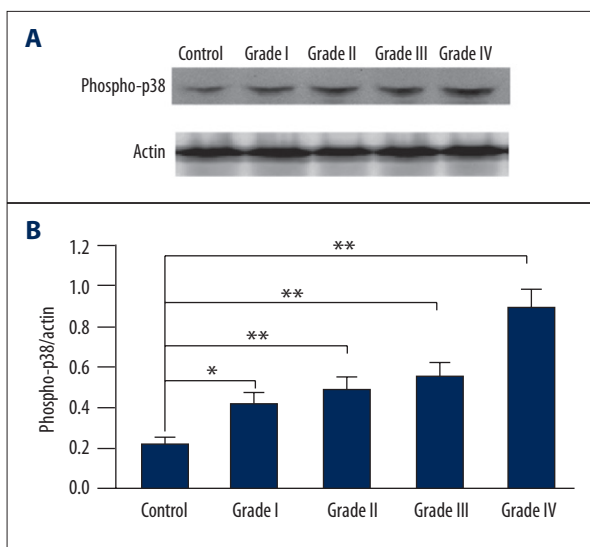 A
Control Grade I Grade II Grade III Grade IV
Phospho-p38
Actin
B
Phospho-p38/actin
1.2
1.0
0.8
0.6
0.4
0.2
0.0
**
**
**
*
Control Grade I Grade II Grade III Grade IV